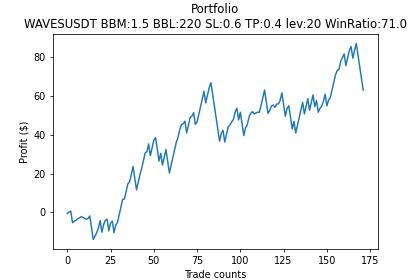 Portfolio
WAVESUSDT BBM:1.5 BBL:220 SL:0.6 TP:0.4 lev:20 WinRatio:71.0
Profit ($)
80
60
40
20
0
0 25 50 75 100 125 150 175
Trade counts